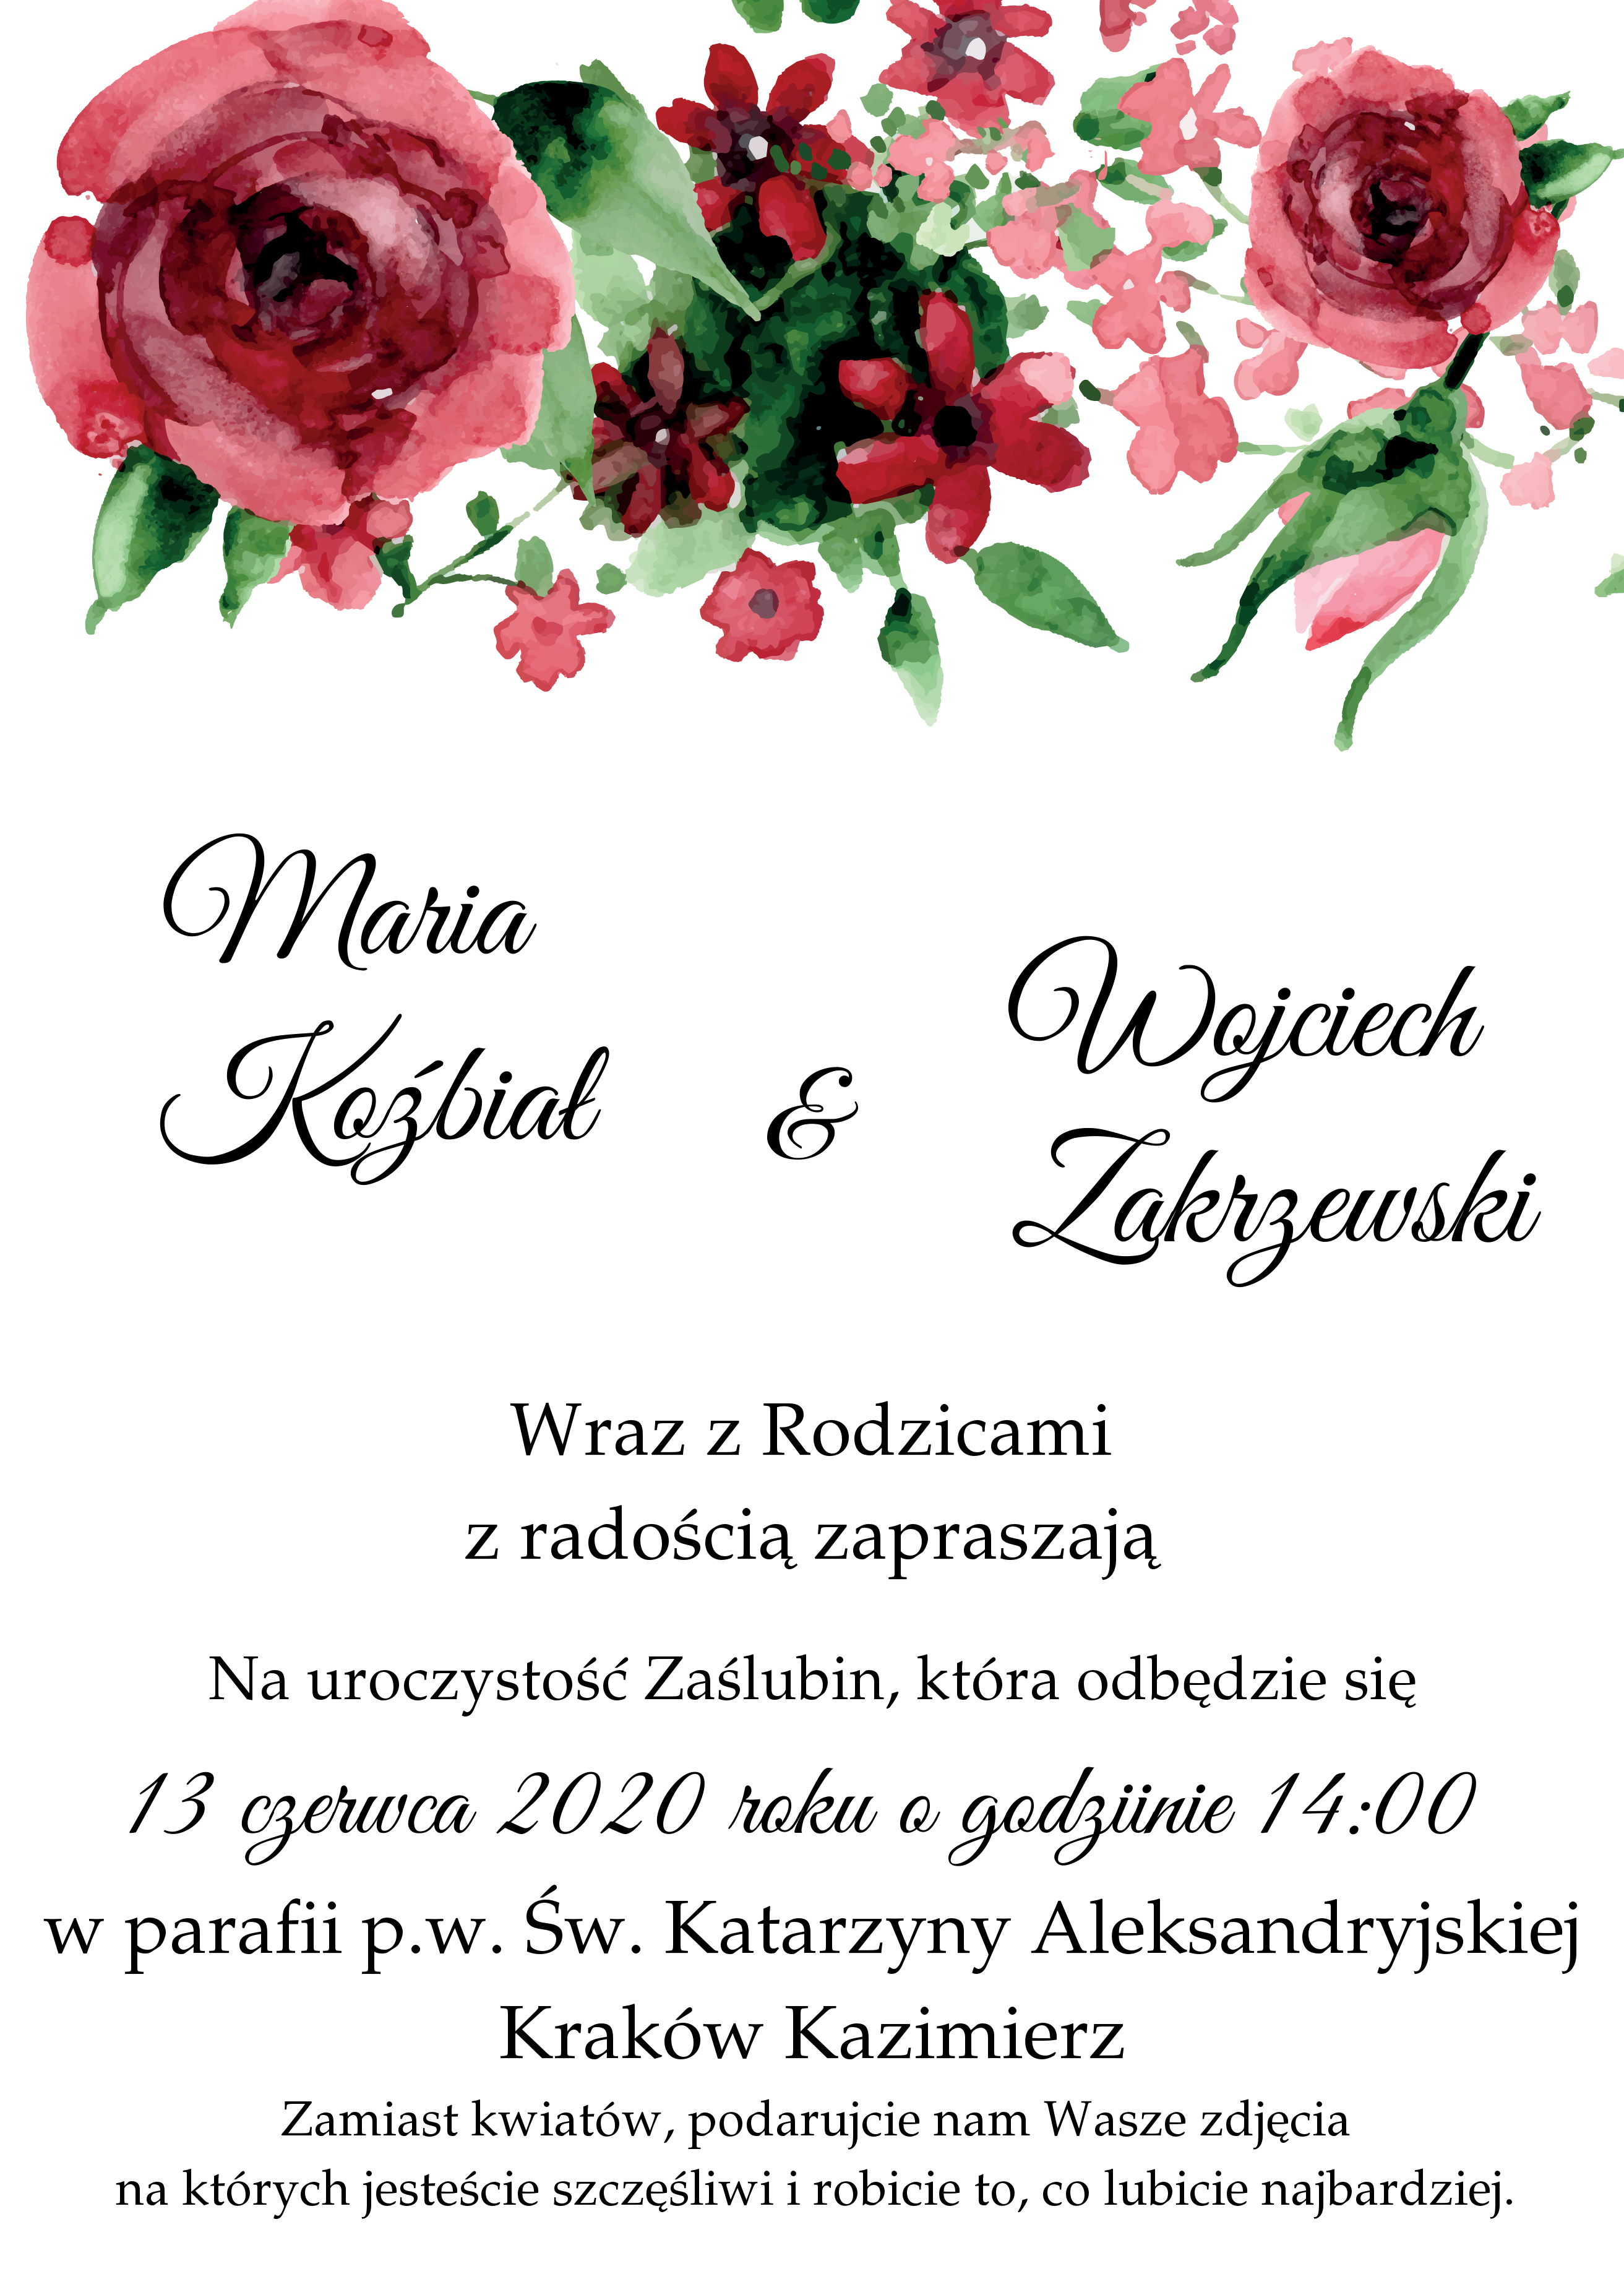 Maria
Koźbiał
&
Wojciech
Zakrzewski
Wraz z Rodzicami
z radością zapraszają
Na uroczystość Zaślubin, która odbędzie się
13 czerwca 2020 roku o godziinie 14:00
w parafii p.w. Św. Katarzyny Aleksandryjskiej
Kraków Kazimierz
Zamiast kwiatów, podarujcie nam Wasze zdjęcia
na których jesteście szczęśliwi i robicie to, co lubicie najbardziej.